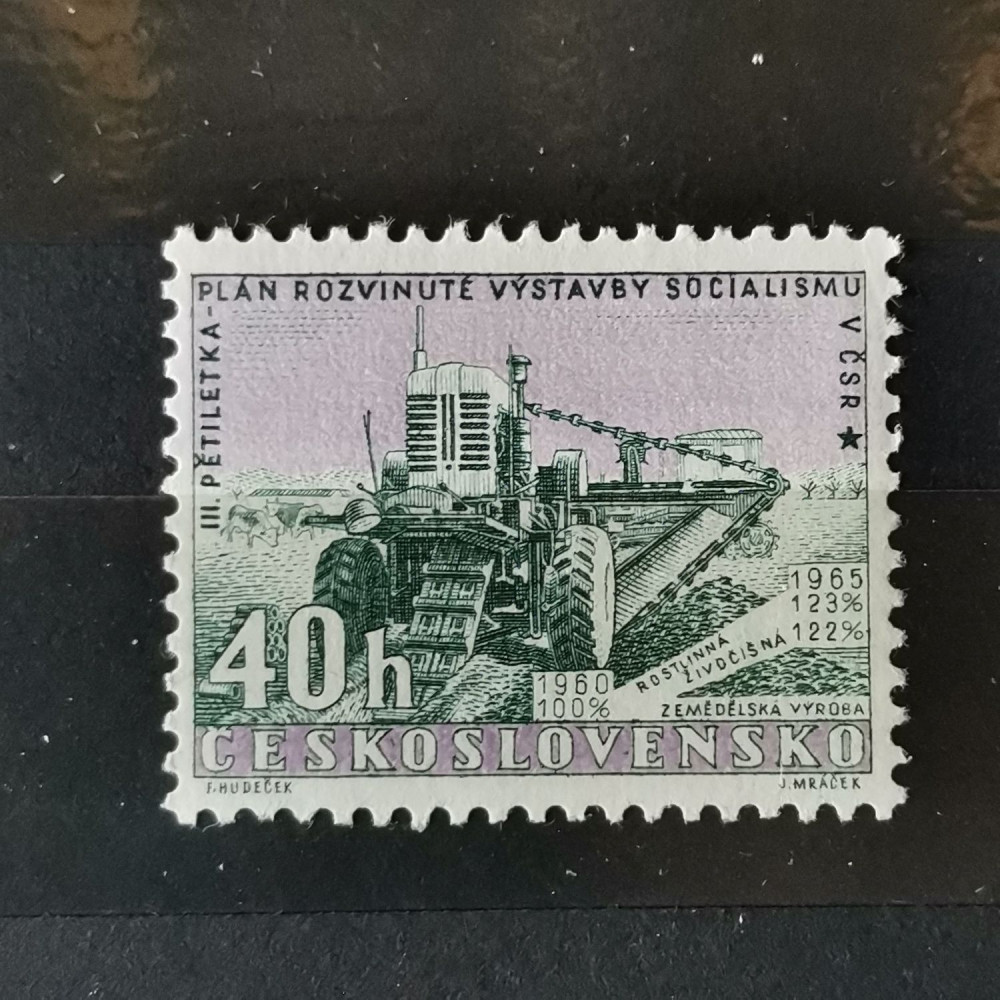 III. PĚTILETKA-
PLÁN ROZVINUTÉ VÝSTAVBY SOCIALISMU
V ČSR ★
1965
123%
122%
ROSTLINNÁ
ŽIVOČIŠNÁ
1960
100%
ZEMĚDĚLSKÁ VÝROBA
40h
ČESKOSLOVENSKO
F. HUDEČEK
J. MRÁČEK